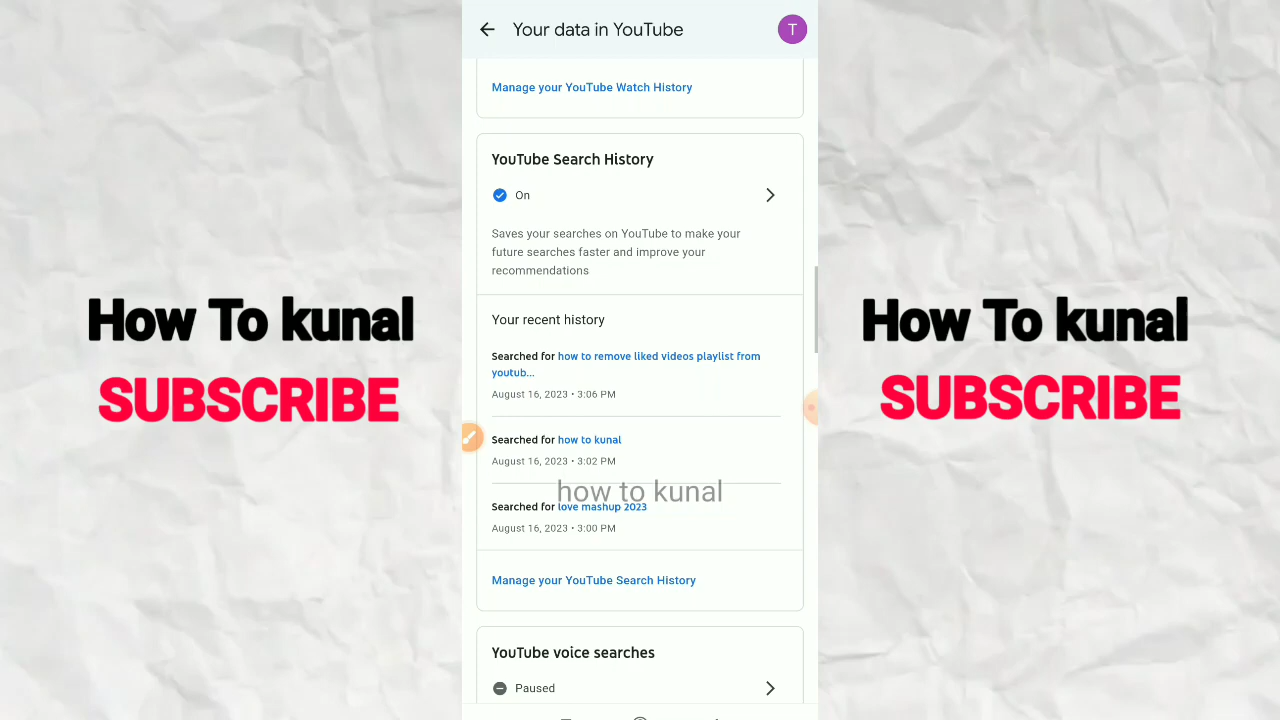 Your data in YouTube
T
Manage your YouTube Watch History
YouTube Search History
On
Saves your searches on YouTube to make your
future searches faster and improve your
recommendations
Your recent history
Searched for how to remove liked videos playlist from
youtub...
August 16, 2023 • 3:06 PM
Searched for how to kunal
August 16, 2023 • 3:02 PM
how to kunal
Searched for love mashup 2023
August 16, 2023 • 3:00 PM
Manage your YouTube Search History
YouTube voice searches
Paused
How To kunal
SUBSCRIBE
How To kunal
SUBSCRIBE